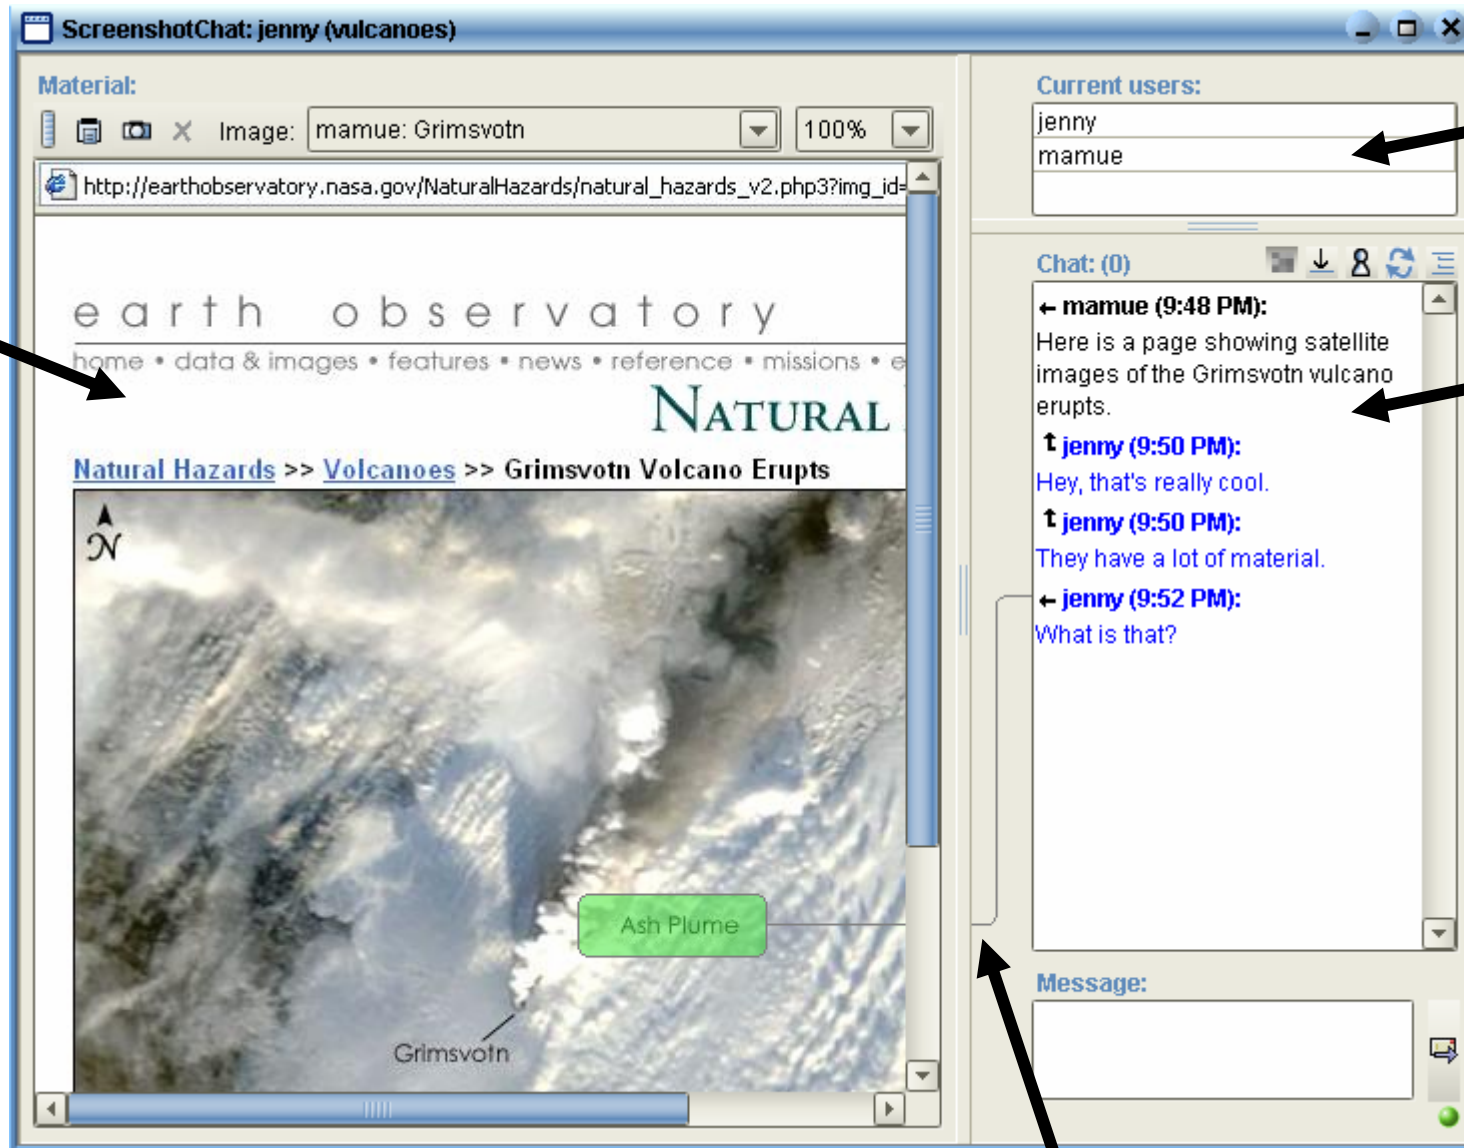 ScreenshotChat: jenny (vulcanoes)
Material:
Image: mamue: Grimsvotn 100%
http://earthobservatory.nasa.gov/NaturalHazards/natural_hazards_v2.php3?img_id=
earth observatory
home • data & images • features • news • reference • missions • e
NATURAL
Natural Hazards >> Volcanoes >> Grimsvotn Volcano Erupts
N
Ash Plume
Grimsvotn
Current users:
jenny
mamue
Chat: (0)
← mamue (9:48 PM):
Here is a page showing satellite
images of the Grimsvotn vulcano
erupts.
↑ jenny (9:50 PM):
Hey, that's really cool.
↑ jenny (9:50 PM):
They have a lot of material.
← jenny (9:52 PM):
What is that?
Message: